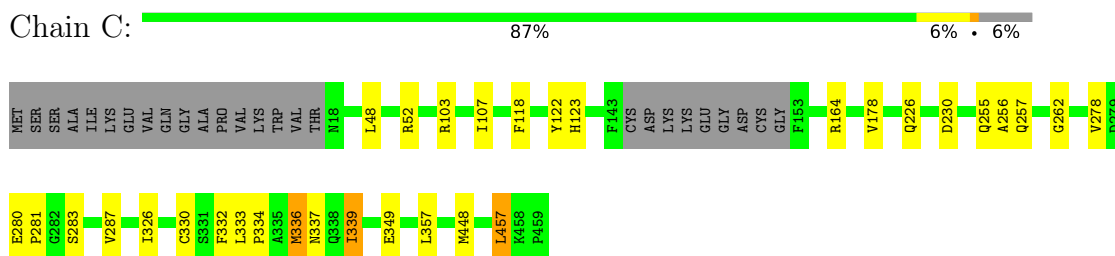 Chain C:
87% 6% • 6%
MET SER SER ALA ILE LYS GLU VAL GLN GLY ALA PRO VAL LYS TRP VAL THR N18 L48 R52 R103 I107 F118 Y122 H123 F143 CYS ASP LYS LYS GLU GLY ASP CYS GLY F153 R164 V178 Q226 D230 Q255 A256 Q257 G262 V278 D279
E280 P281 G282 S283 V287 I326 C330 S331 F332 L333 P334 A335 M336 N337 Q338 I339 E349 L357 M448 L457 K458 P459